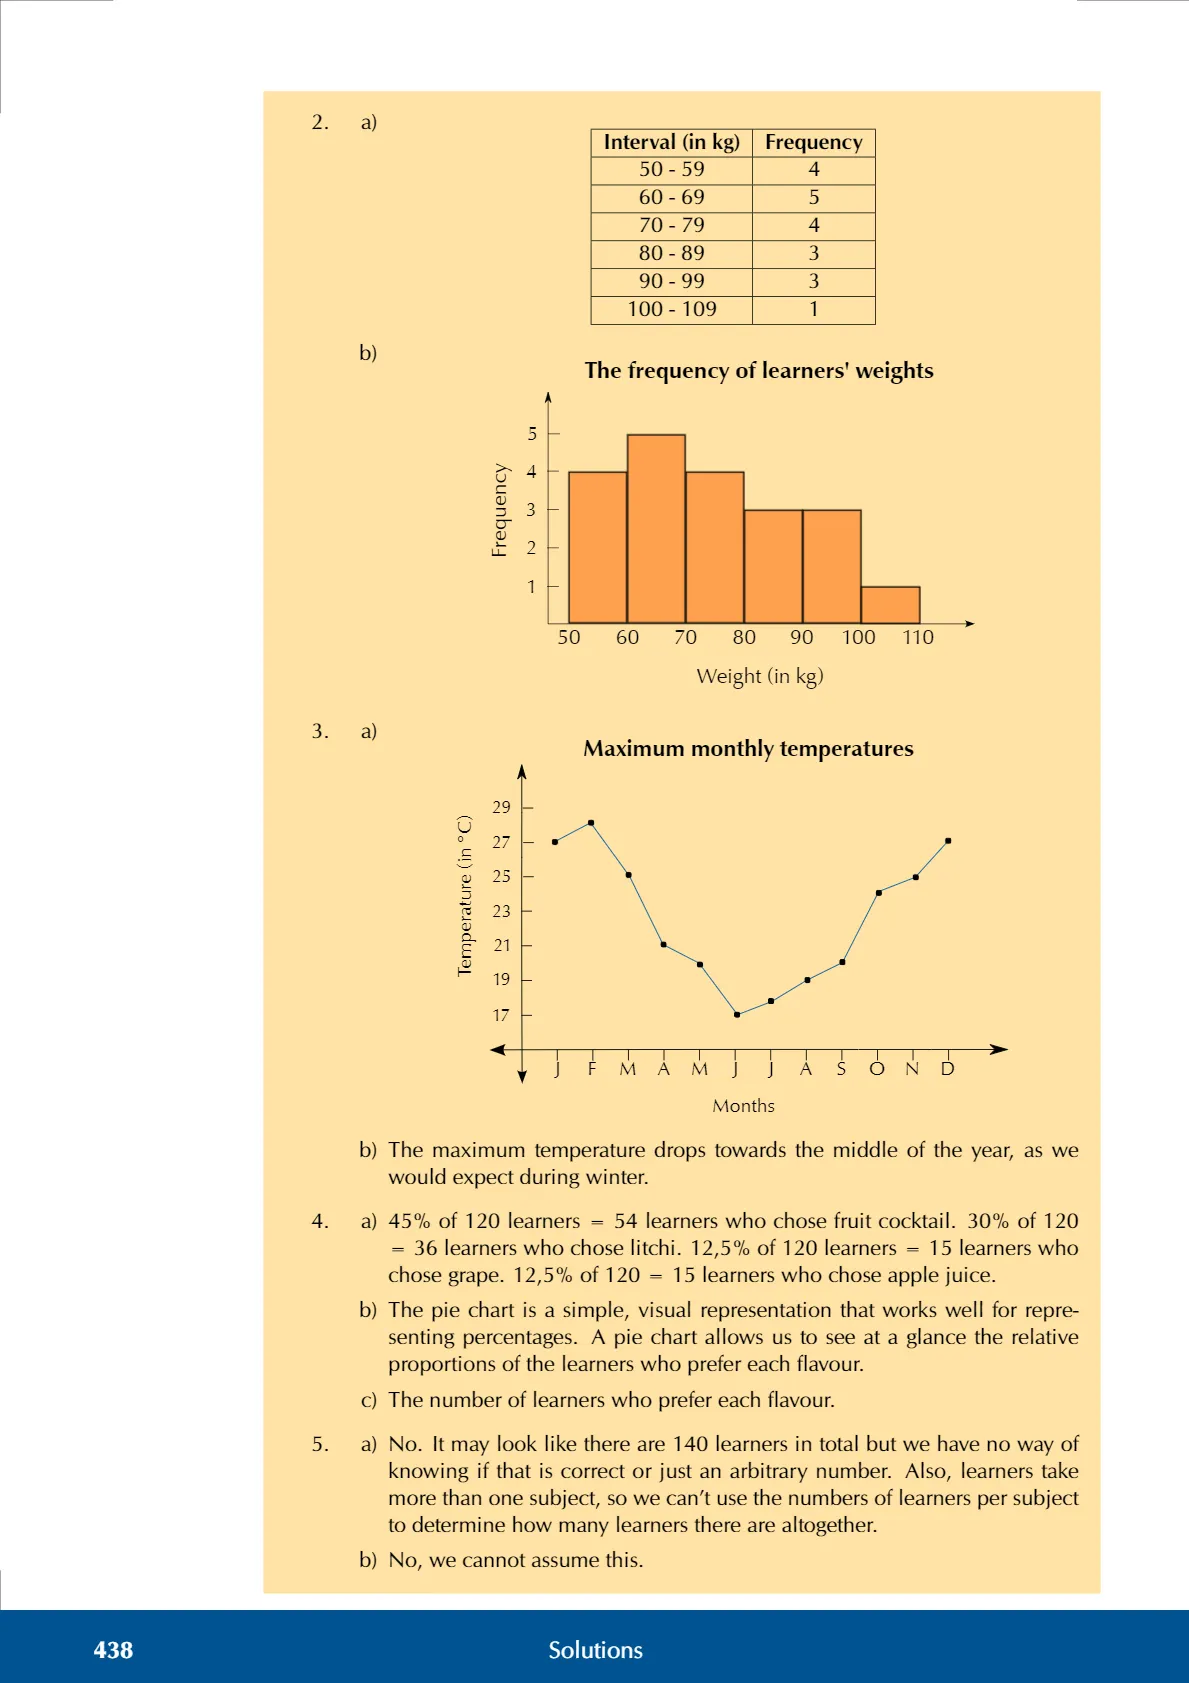 2. a)
Interval (in kg) Frequency
50 - 59 4
60 - 69 5
70 - 79 4
80 - 89 3
90 - 99 3
100 - 109 1
b)
The frequency of learners' weights
Frequency
5
4
3
2
1
50 60 70 80 90 100 110
Weight (in kg)
3. a)
Maximum monthly temperatures
Temperature (in °C)
29
27
25
23
21
19
17
J F M A M J J A S O N D
Months
b) The maximum temperature drops towards the middle of the year, as we
would expect during winter.
4. a) 45% of 120 learners = 54 learners who chose fruit cocktail. 30% of 120
= 36 learners who chose litchi. 12,5% of 120 learners = 15 learners who
chose grape. 12,5% of 120 = 15 learners who chose apple juice.
b) The pie chart is a simple, visual representation that works well for repre-
senting percentages. A pie chart allows us to see at a glance the relative
proportions of the learners who prefer each flavour.
c) The number of learners who prefer each flavour.
5. a) No. It may look like there are 140 learners in total but we have no way of
knowing if that is correct or just an arbitrary number. Also, learners take
more than one subject, so we can't use the numbers of learners per subject
to determine how many learners there are altogether.
b) No, we cannot assume this.
438 Solutions